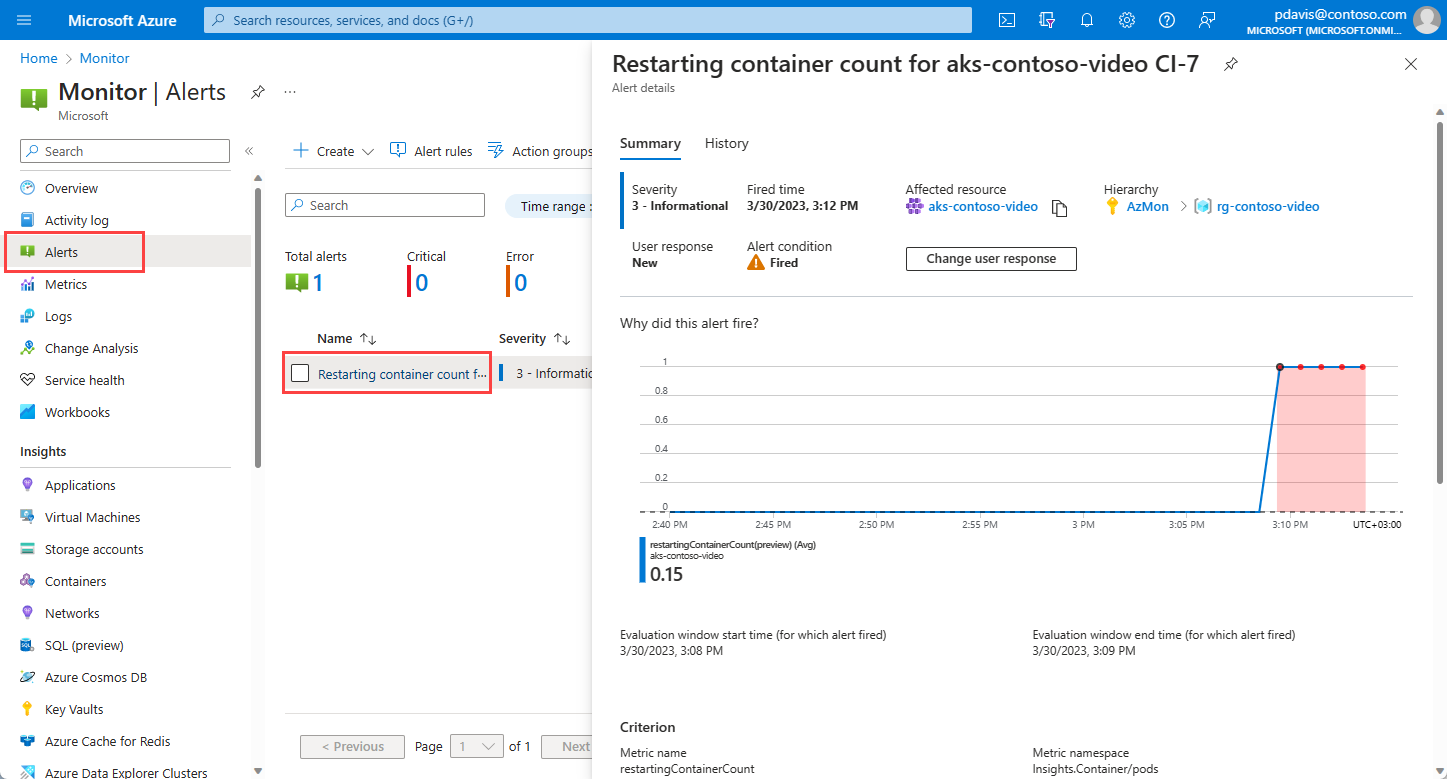 Microsoft Azure
Search resources, services, and docs (G+/)
pdavis@contoso.com
MICROSOFT (MICROSOFT.ONMI...
Home > Monitor
Monitor | Alerts
...
Microsoft
Search
«
Overview
Activity log
Alerts
Metrics
Logs
Change Analysis
Service health
Workbooks
Insights
Applications
Virtual Machines
Storage accounts
Containers
Networks
SQL (preview)
Azure Cosmos DB
Key Vaults
Azure Cache for Redis
Azure Data Explorer Clusters
Create
Alert rules
Action groups
Search
Time range :
Total alerts
1
Critical
0
Error
0
Name ↑↓
Severity ↑↓
Restarting container count f...
3 - Informatio
< Previous
Page
1
of 1
Next
Restarting container count for aks-contoso-video CI-7
Alert details
Summary
History
Severity
3 - Informational
Fired time
3/30/2023, 3:12 PM
Affected resource
aks-contoso-video
Hierarchy
AzMon > rg-contoso-video
User response
New
Alert condition
Fired
Change user response
Why did this alert fire?
1
0.8
0.6
0.4
0.2
0
2:40 PM
2:45 PM
2:50 PM
2:55 PM
3 PM
3:05 PM
3:10 PM
UTC+03:00
restartingContainerCount(preview) (Avg)
aks-contoso-video
0.15
Evaluation window start time (for which alert fired)
3/30/2023, 3:08 PM
Evaluation window end time (for which alert fired)
3/30/2023, 3:09 PM
Criterion
Metric name
restartingContainerCount
Metric namespace
Insights.Container/pods